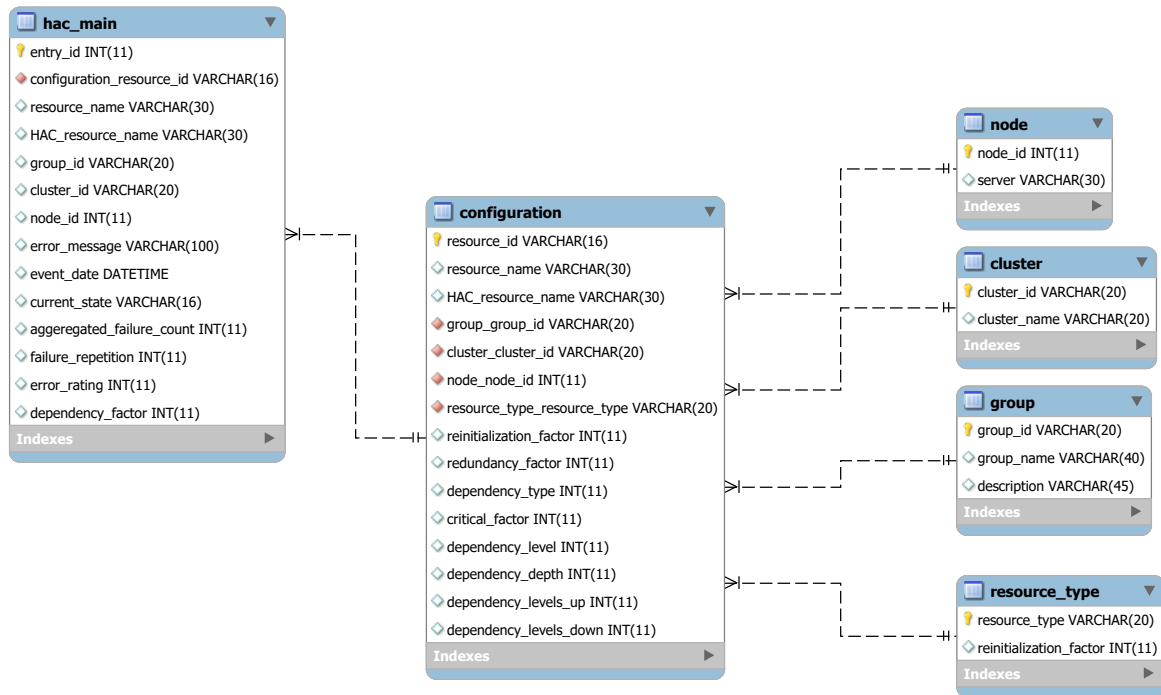 hac_main
entry_id INT(11)
configuration_resource_id VARCHAR(16)
resource_name VARCHAR(30)
HAC_resource_name VARCHAR(30)
group_id VARCHAR(20)
cluster_id VARCHAR(20)
node_id INT(11)
error_message VARCHAR(100)
event_date DATETIME
current_state VARCHAR(16)
aggeregated_failure_count INT(11)
failure_repetition INT(11)
error_rating INT(11)
dependency_factor INT(11)
Indexes
configuration
resource_id VARCHAR(16)
resource_name VARCHAR(30)
HAC_resource_name VARCHAR(30)
group_group_id VARCHAR(20)
cluster_cluster_id VARCHAR(20)
node_node_id INT(11)
resource_type_resource_type VARCHAR(20)
reinitialization_factor INT(11)
redundancy_factor INT(11)
dependency_type INT(11)
critical_factor INT(11)
dependency_level INT(11)
dependency_depth INT(11)
dependency_levels_up INT(11)
dependency_levels_down INT(11)
Indexes
node
node_id INT(11)
server VARCHAR(30)
Indexes
cluster
cluster_id VARCHAR(20)
cluster_name VARCHAR(20)
Indexes
group
group_id VARCHAR(20)
group_name VARCHAR(40)
description VARCHAR(45)
Indexes
resource_type
resource_type VARCHAR(20)
reinitialization_factor INT(11)
Indexes